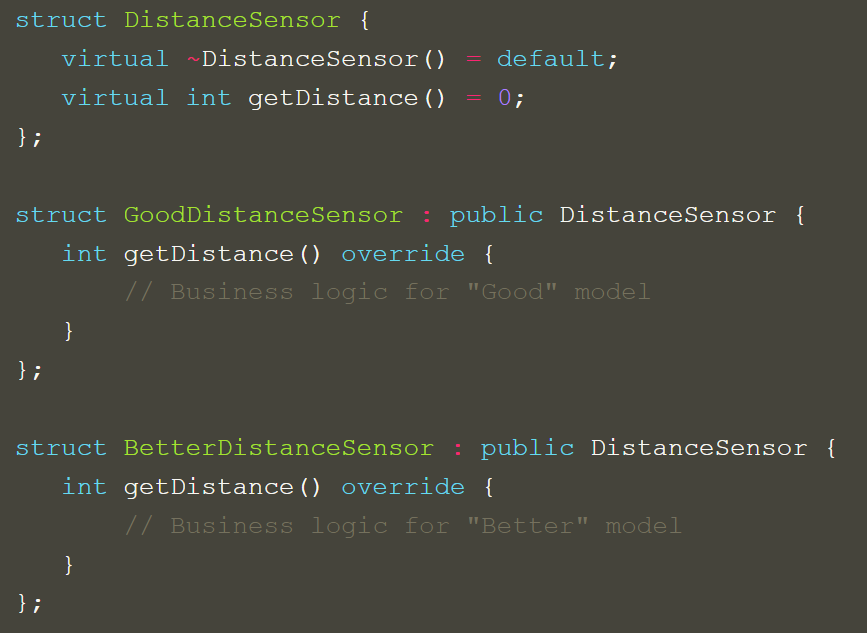 struct DistanceSensor {
   virtual ~DistanceSensor() = default;
   virtual int getDistance() = 0;
};

struct GoodDistanceSensor : public DistanceSensor {
   int getDistance() override {
       // Business logic for "Good" model
   }
};

struct BetterDistanceSensor : public DistanceSensor {
   int getDistance() override {
       // Business logic for "Better" model
   }
};